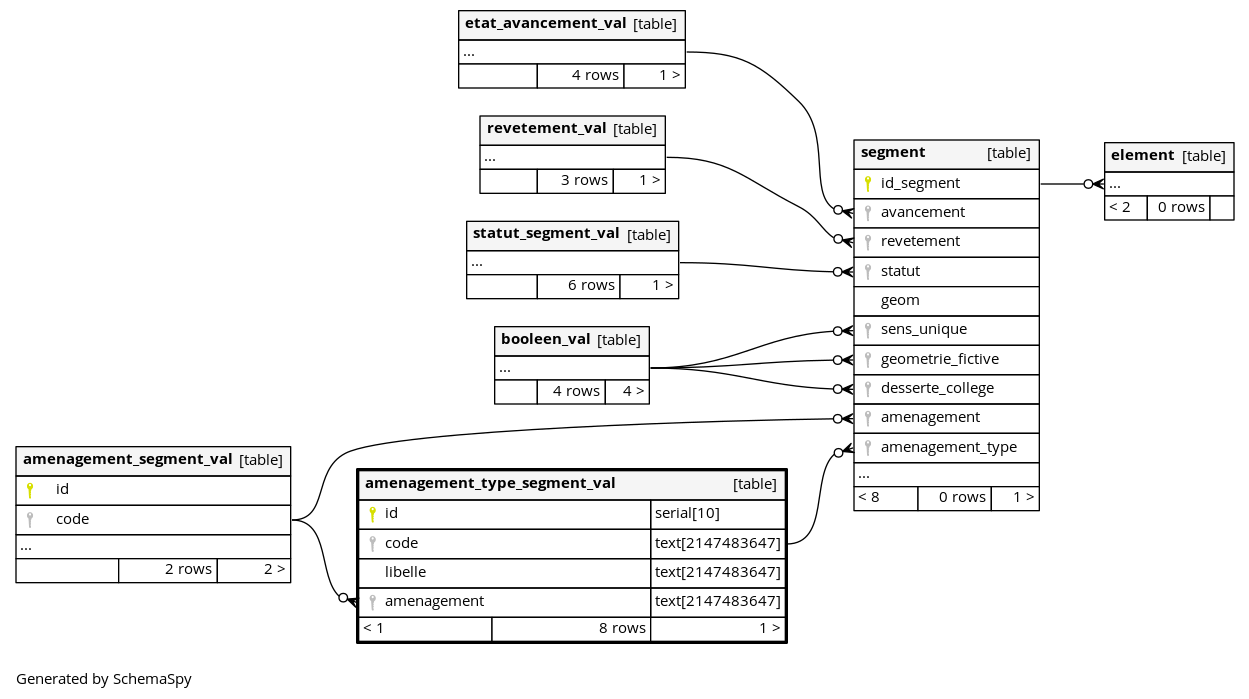 etat_avancement_val [table]
...
4 rows 1 >
revetement_val [table]
...
3 rows 1 >
statut_segment_val [table]
...
6 rows 1 >
booleen_val [table]
...
4 rows 4 >
segment [table]
id_segment
avancement
revetement
statut
geom
sens_unique
geometrie_fictive
desserte_college
amenagement
amenagement_type
...
< 8 0 rows 1 >
element [table]
...
< 2 0 rows
amenagement_segment_val [table]
id
code
...
2 rows 2 >
amenagement_type_segment_val [table]
id serial[10]
code text[2147483647]
libelle text[2147483647]
amenagement text[2147483647]
< 1 8 rows 1 >
Generated by SchemaSpy